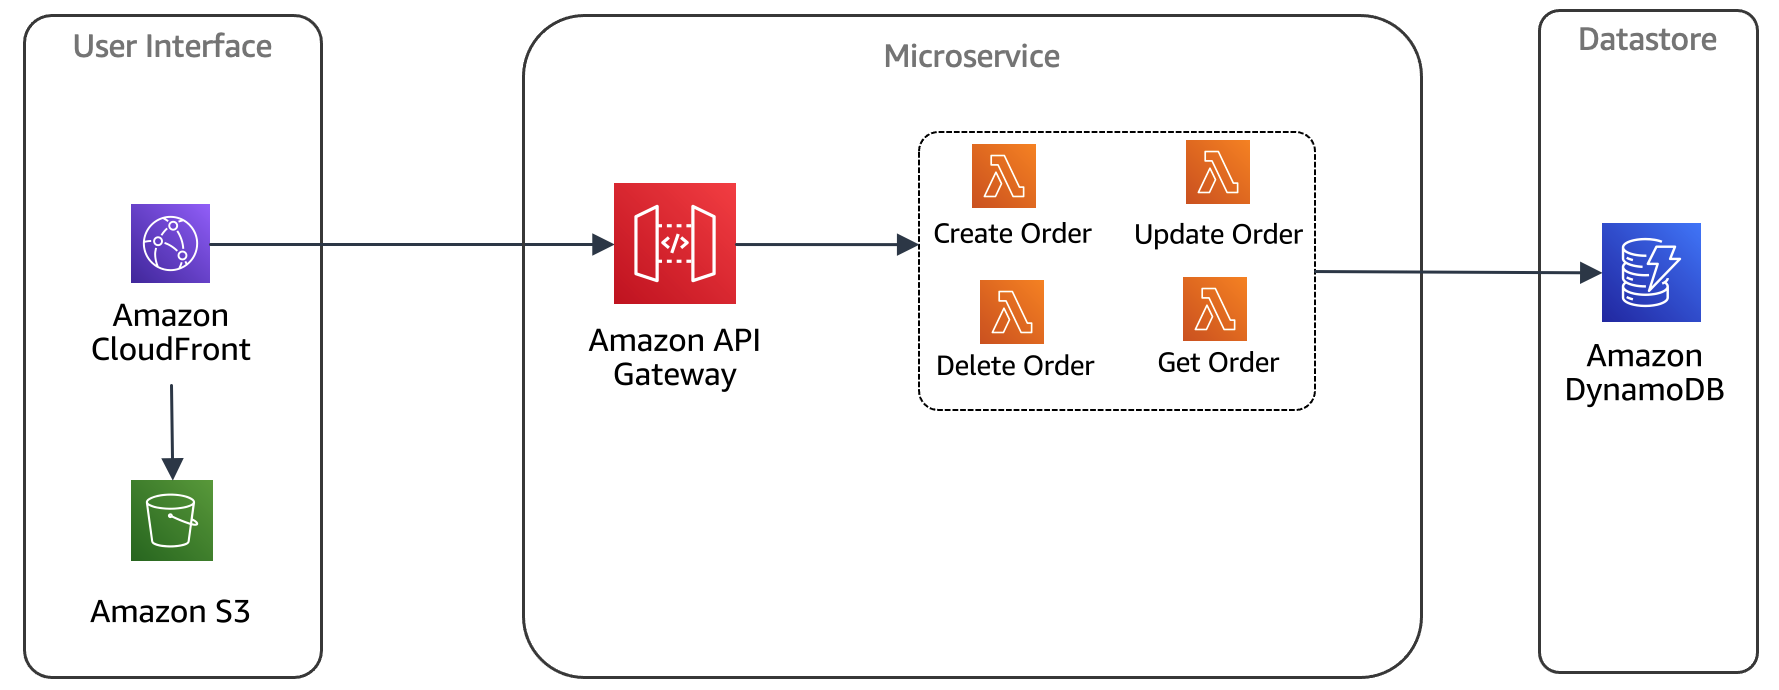 User Interface
Amazon
CloudFront
Amazon S3
Microservice
Amazon API
Gateway
</>
Create Order
Update Order
Delete Order
Get Order
Datastore
Amazon
DynamoDB